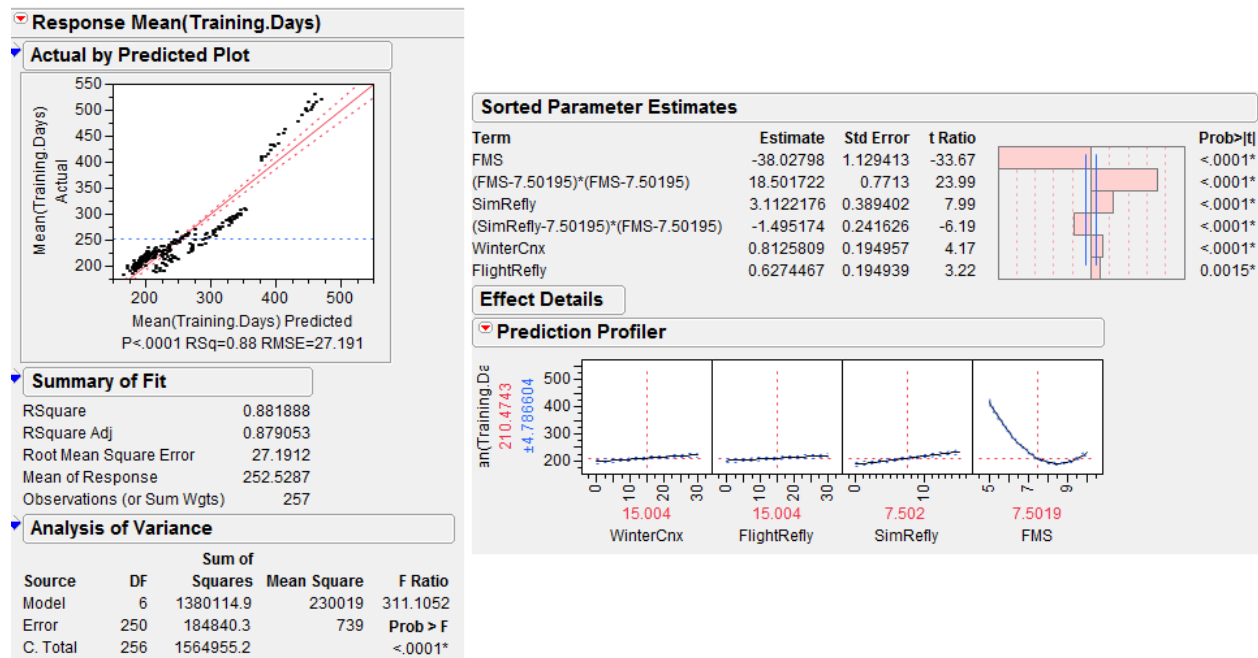 Response Mean(Training.Days)
Actual by Predicted Plot
Mean(Training.Days)
Actual
550
500
450
400
350
300
250
200
200 300 400 500
Mean(Training.Days) Predicted
P<.0001 RSq=0.88 RMSE=27.191
Summary of Fit
RSquare 0.881888
RSquare Adj 0.879053
Root Mean Square Error 27.1912
Mean of Response 252.5287
Observations (or Sum Wgts) 257
Analysis of Variance
Sum of
Source DF Squares Mean Square F Ratio
Model 6 1380114.9 230019 311.1052
Error 250 184840.3 739 Prob > F
C. Total 256 1564955.2 <.0001*
Sorted Parameter Estimates
Term Estimate Std Error t Ratio Prob>|t|
FMS -38.02798 1.129413 -33.67 <.0001*
(FMS-7.50195)*(FMS-7.50195) 18.501722 0.7713 23.99 <.0001*
SimRefly 3.1122176 0.389402 7.99 <.0001*
(SimRefly-7.50195)*(FMS-7.50195) -1.495174 0.241626 -6.19 <.0001*
WinterCnx 0.8125809 0.194957 4.17 <.0001*
FlightRefly 0.6274467 0.194939 3.22 0.0015*
Effect Details
Prediction Profiler
an(Training.Da
210.4743
±4.786604
500
400
300
200
0 10 20 30 0 10 20 30 0 10 5 7 9
15.004 15.004 7.502 7.5019
WinterCnx FlightRefly SimRefly FMS